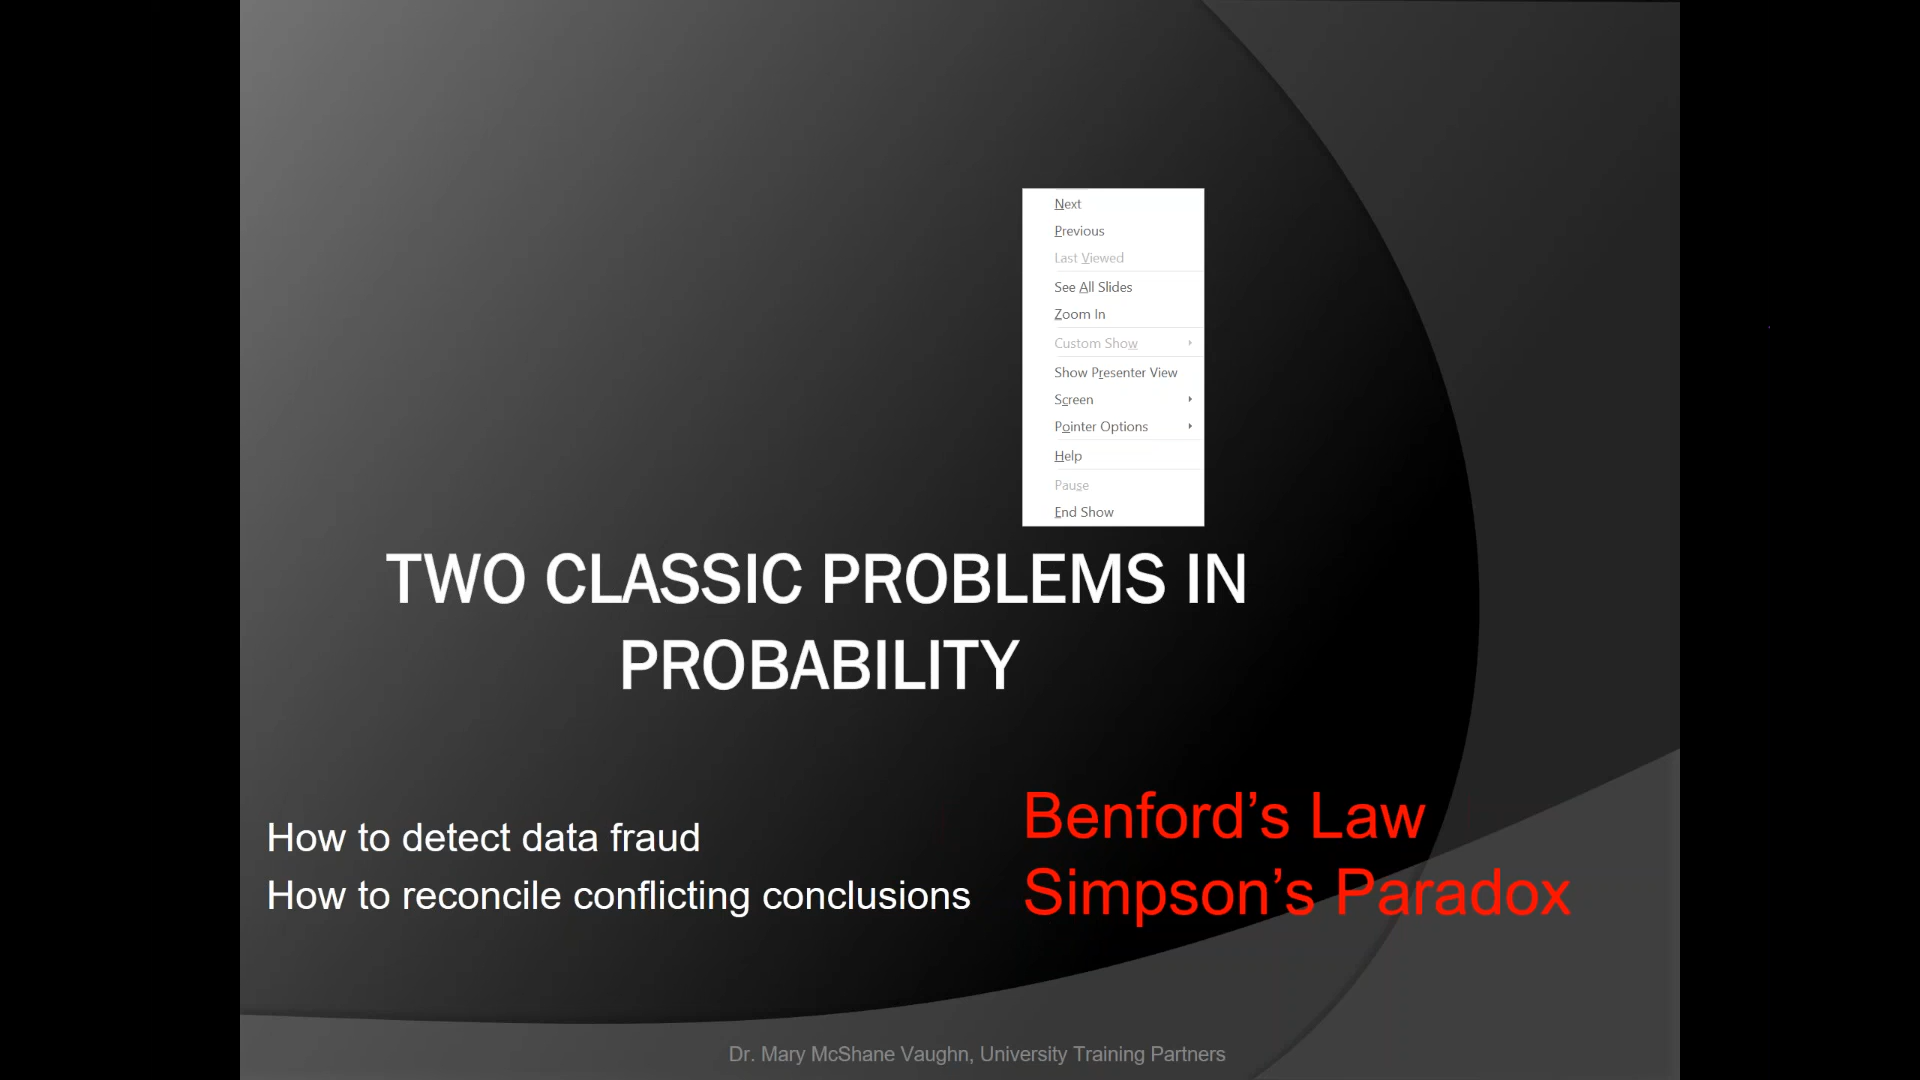 Next
Previous
Last Viewed
See All Slides
Zoom In
Custom Show
Show Presenter View
Screen
Pointer Options
Help
Pause
End Show
TWO CLASSIC PROBLEMS IN
PROBABILITY
How to detect data fraud
How to reconcile conflicting conclusions
Benford’s Law
Simpson’s Paradox
Dr. Mary McShane Vaughn, University Training Partners